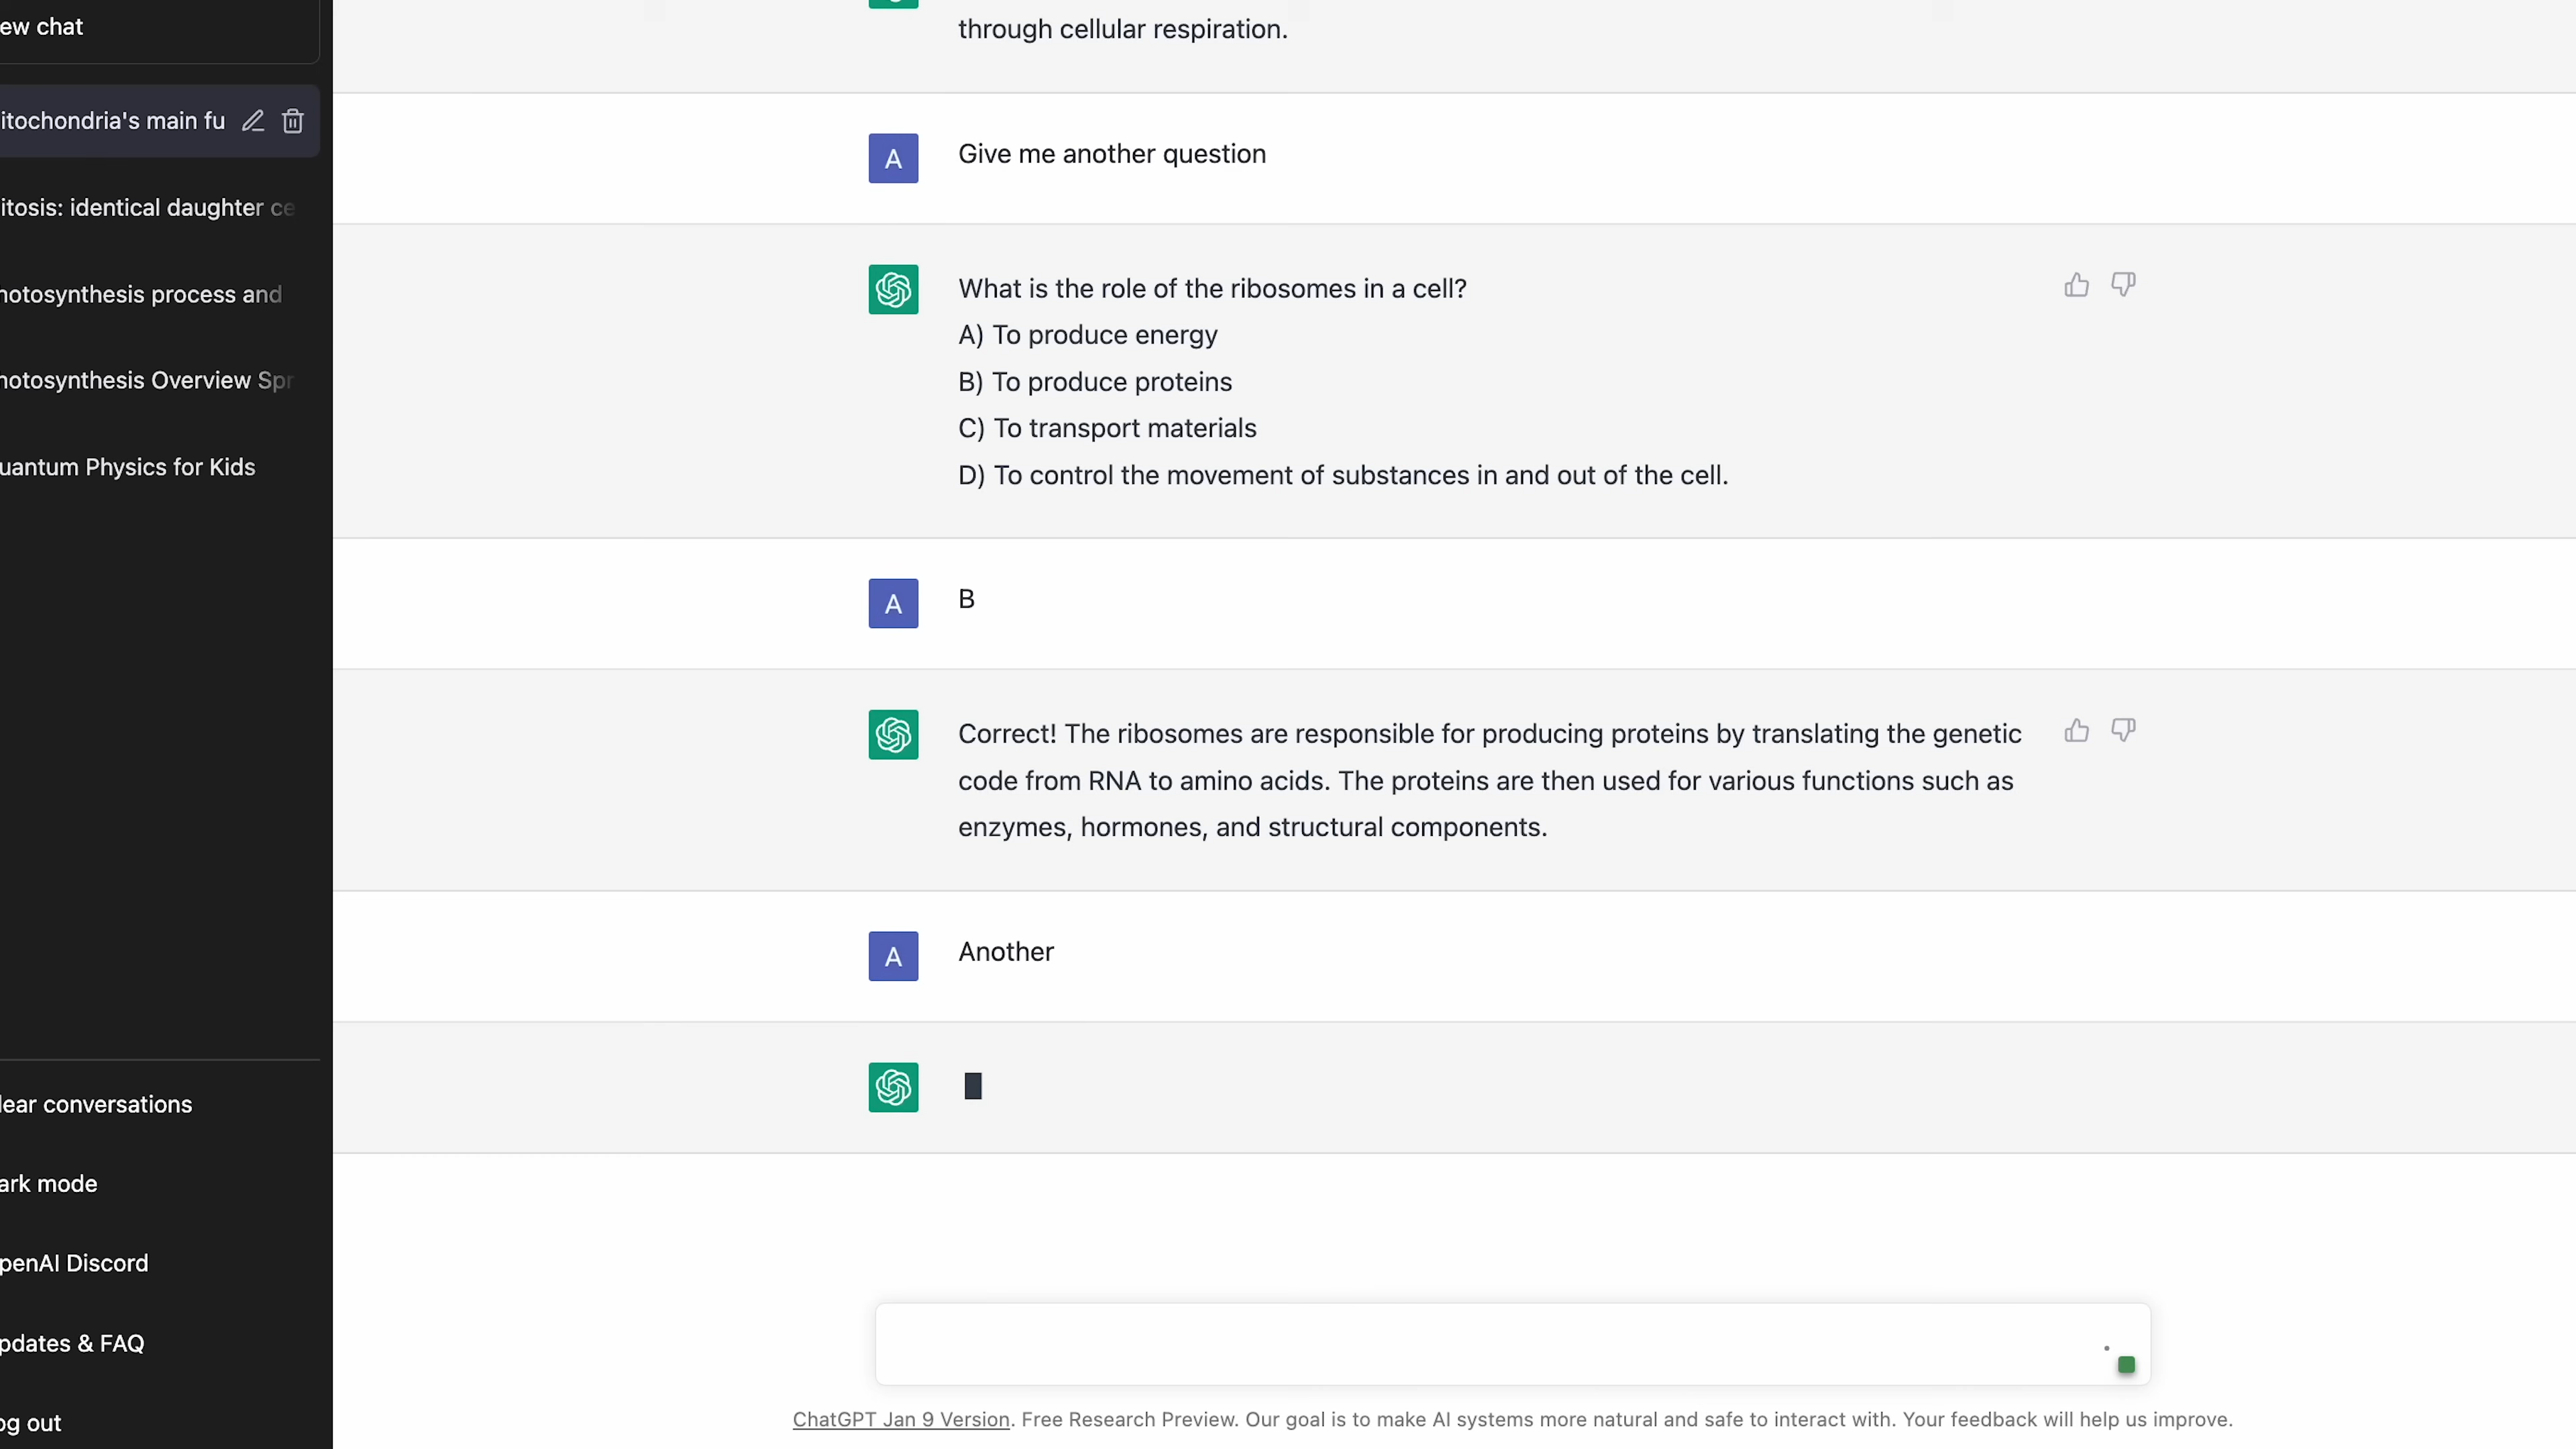 ew chat
itochondria's main fu
itosis: identical daughter ce
hotosynthesis process and
hotosynthesis Overview Spr
uantum Physics for Kids
lear conversations
ark mode
penAI Discord
pdates & FAQ
og out
through cellular respiration.
A
Give me another question
What is the role of the ribosomes in a cell?
A) To produce energy
B) To produce proteins
C) To transport materials
D) To control the movement of substances in and out of the cell.
A
B
Correct! The ribosomes are responsible for producing proteins by translating the genetic
code from RNA to amino acids. The proteins are then used for various functions such as
enzymes, hormones, and structural components.
A
Another
ChatGPT Jan 9 Version. Free Research Preview. Our goal is to make AI systems more natural and safe to interact with. Your feedback will help us improve.